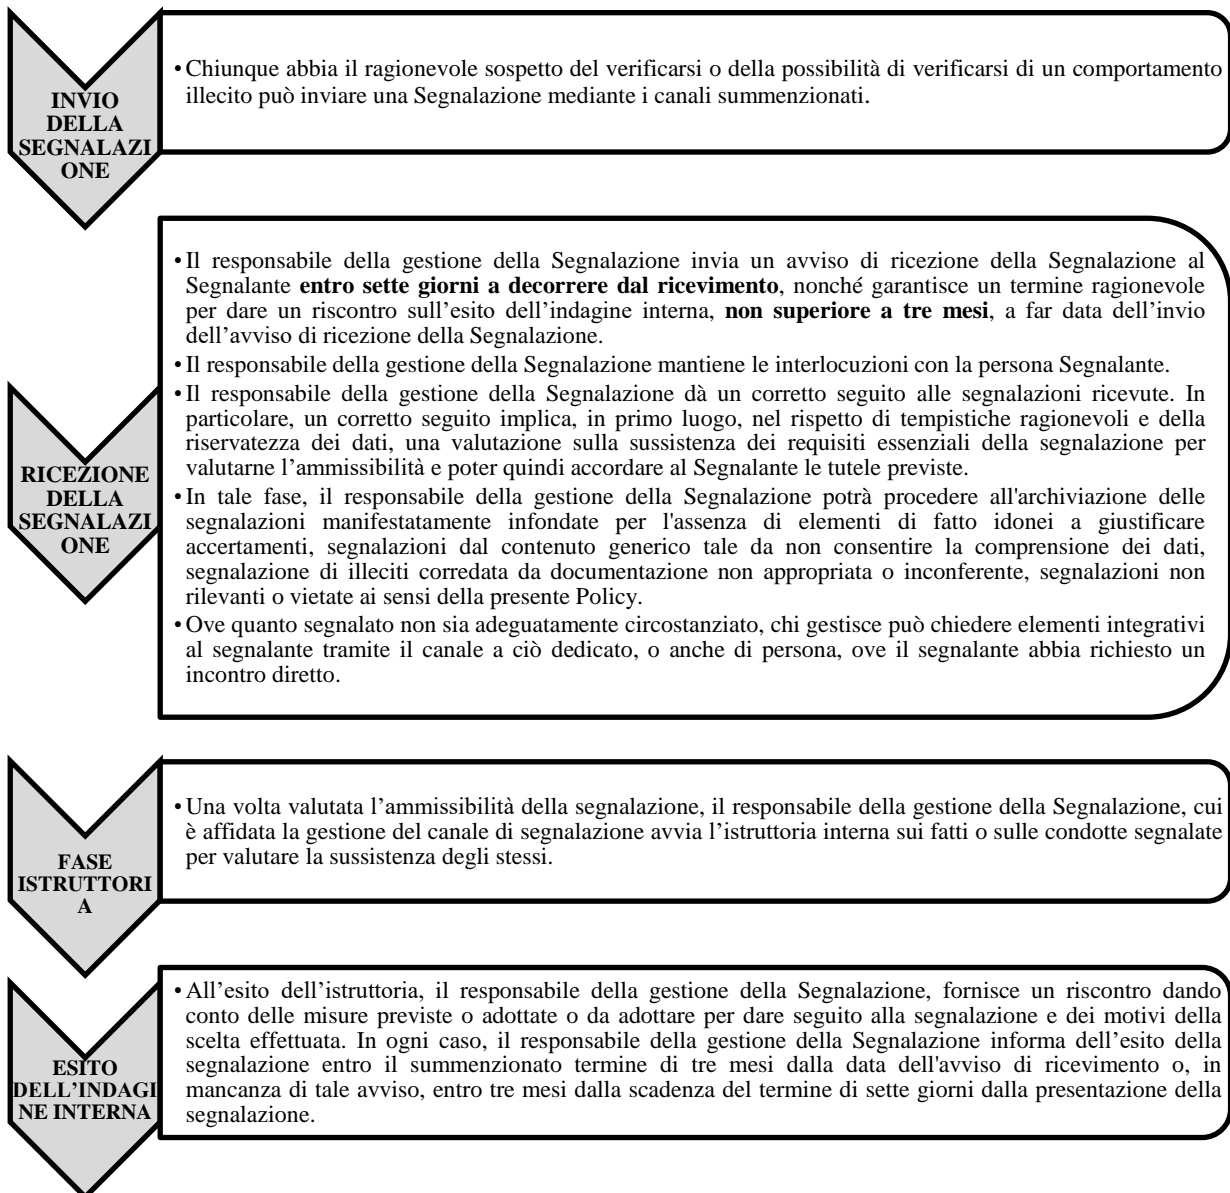 INVIO
DELLA
SEGNALAZI
ONE
• Chiunque abbia il ragionevole sospetto del verificarsi o della possibilità di verificarsi di un comportamento
illecito può inviare una Segnalazione mediante i canali summenzionati.
RICEZIONE
DELLA
SEGNALAZI
ONE
• Il responsabile della gestione della Segnalazione invia un avviso di ricezione della Segnalazione al
Segnalante entro sette giorni a decorrere dal ricevimento, nonché garantisce un termine ragionevole
per dare un riscontro sull’esito dell’indagine interna, non superiore a tre mesi, a far data dell’invio
dell’avviso di ricezione della Segnalazione.
• Il responsabile della gestione della Segnalazione mantiene le interlocuzioni con la persona Segnalante.
• Il responsabile della gestione della Segnalazione dà un corretto seguito alle segnalazioni ricevute. In
particolare, un corretto seguito implica, in primo luogo, nel rispetto di tempistiche ragionevoli e della
riservatezza dei dati, una valutazione sulla sussistenza dei requisiti essenziali della segnalazione per
valutarne l’ammissibilità e poter quindi accordare al Segnalante le tutele previste.
• In tale fase, il responsabile della gestione della Segnalazione potrà procedere all'archiviazione delle
segnalazioni manifestatamente infondate per l'assenza di elementi di fatto idonei a giustificare
accertamenti, segnalazioni dal contenuto generico tale da non consentire la comprensione dei dati,
segnalazione di illeciti corredata da documentazione non appropriata o inconferente, segnalazioni non
rilevanti o vietate ai sensi della presente Policy.
• Ove quanto segnalato non sia adeguatamente circostanziato, chi gestisce può chiedere elementi integrativi
al segnalante tramite il canale a ciò dedicato, o anche di persona, ove il segnalante abbia richiesto un
incontro diretto.
FASE
ISTRUTTORI
A
• Una volta valutata l’ammissibilità della segnalazione, il responsabile della gestione della Segnalazione, cui
è affidata la gestione del canale di segnalazione avvia l’istruttoria interna sui fatti o sulle condotte segnalate
per valutare la sussistenza degli stessi.
ESITO
DELL’INDAGI
NE INTERNA
• All’esito dell’istruttoria, il responsabile della gestione della Segnalazione, fornisce un riscontro dando
conto delle misure previste o adottate o da adottare per dare seguito alla segnalazione e dei motivi della
scelta effettuata. In ogni caso, il responsabile della gestione della Segnalazione informa dell’esito della
segnalazione entro il summenzionato termine di tre mesi dalla data dell'avviso di ricevimento o, in
mancanza di tale avviso, entro tre mesi dalla scadenza del termine di sette giorni dalla presentazione della
segnalazione.